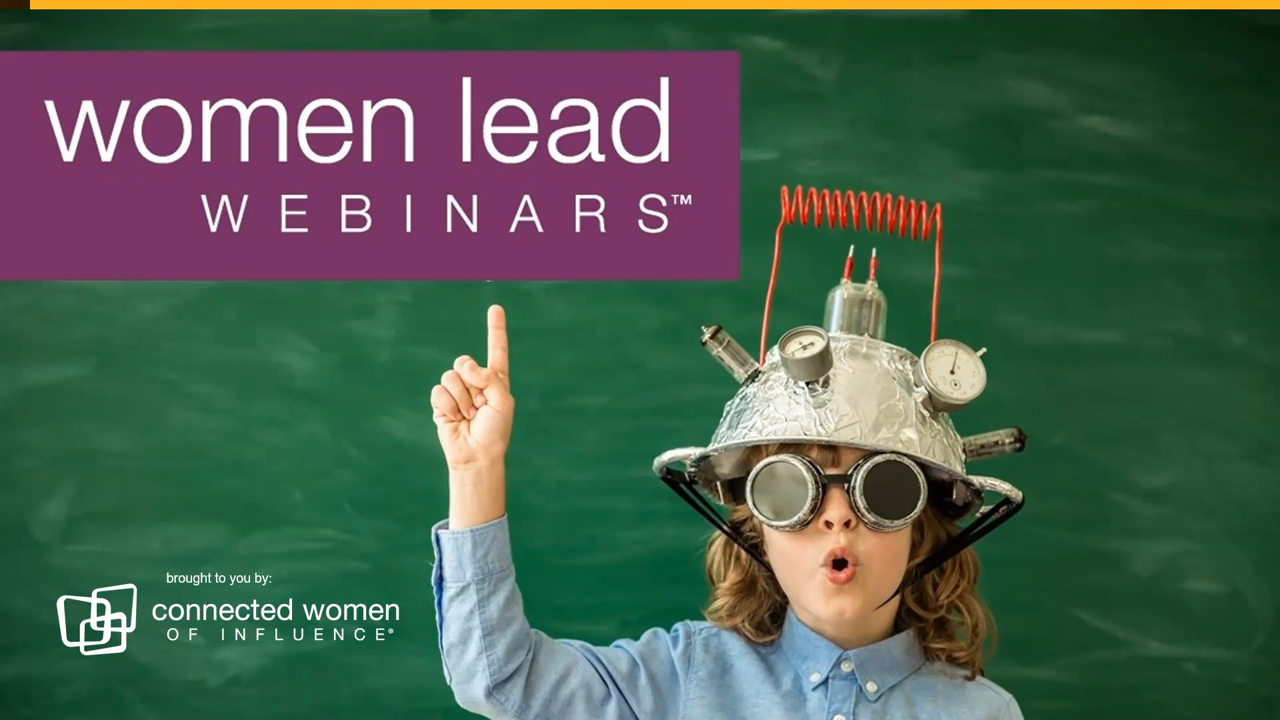 women lead
WEBINARS™
brought to you by:
connected women
OF INFLUENCE®